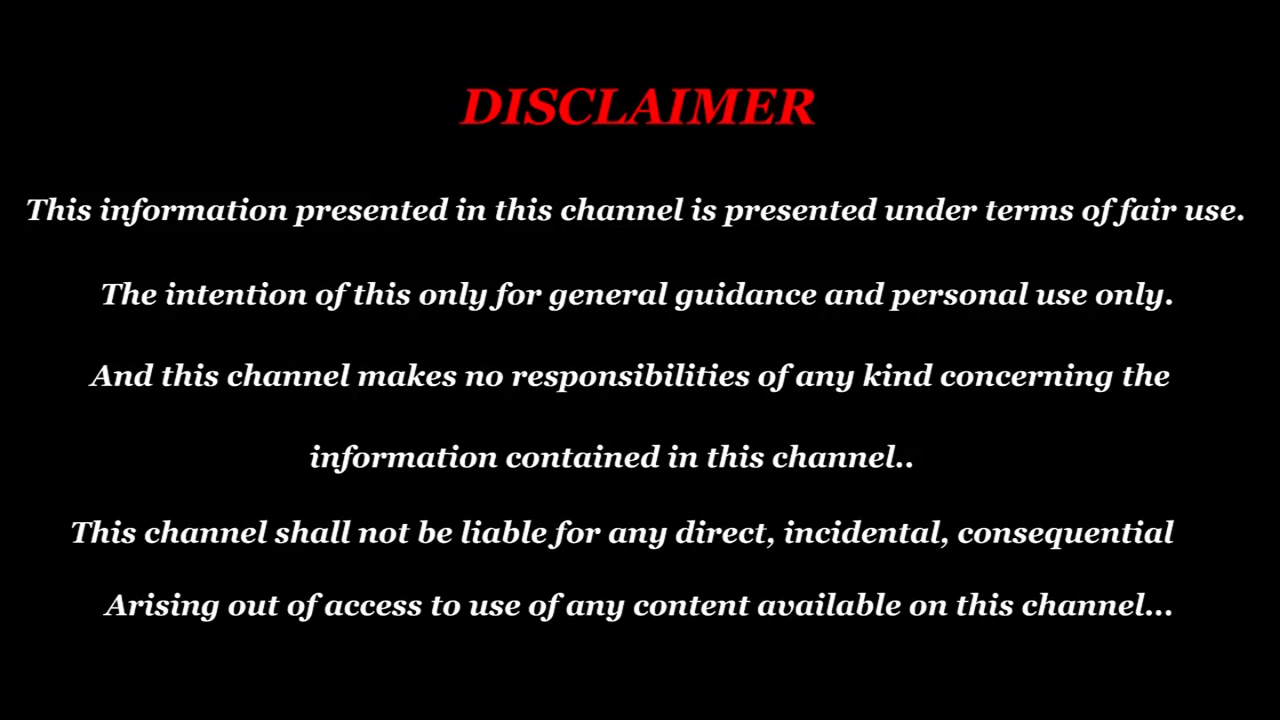 DISCLAIMER
This information presented in this channel is presented under terms of fair use.
The intention of this only for general guidance and personal use only.
And this channel makes no responsibilities of any kind concerning the
information contained in this channel..
This channel shall not be liable for any direct, incidental, consequential
Arising out of access to use of any content available on this channel...